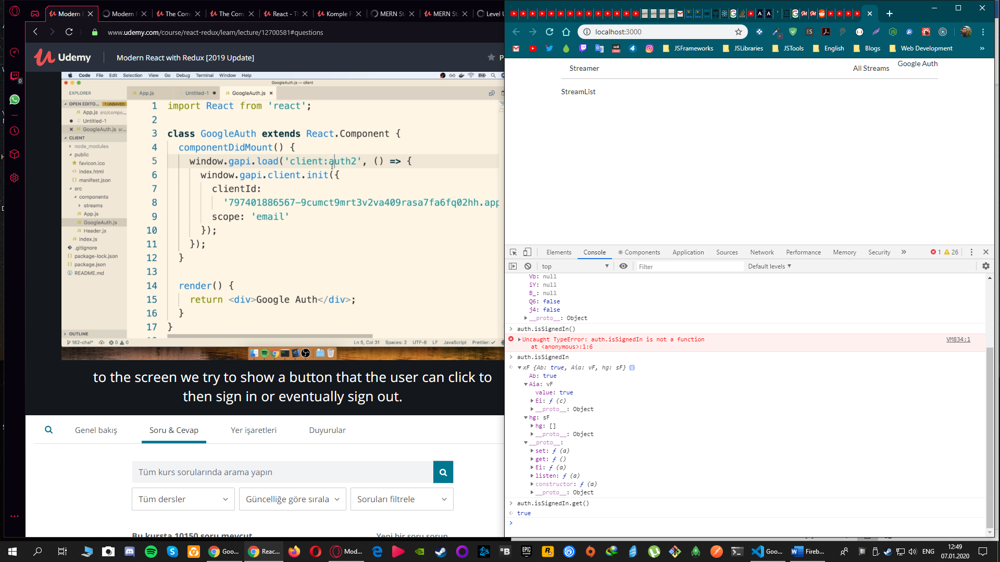 Modern
Modern
The Comp
The Com
React - Th
Komple R
MERN St
MERN St
Level U
www.udemy.com/course/react-redux/learn/lecture/12700581#questions
Udemy
Modern React with Redux [2019 Update]
P
Code File Edit Selection View Go Debug Terminal Window Help
GoogleAuth.js — client
EXPLORER
JS App.js
Untitled-1
JS GoogleAuth.js
OPEN EDITO... 1 UNSAVED
JS App.js src/compo...
Untitled-1
JS GoogleAuth.js sr...
CLIENT
node_modules
public
favicon.ico
index.html
manifest.json
src
components
streams
JS App.js
JS GoogleAuth.js
JS Header.js
JS index.js
.gitignore
package-lock.json
package.json
README.md
OUTLINE
1 import React from 'react';
2
3 class GoogleAuth extends React.Component {
4 componentDidMount() {
5 window.gapi.load('client:auth2', () => {
6 window.gapi.client.init({
7 clientId:
8 '797401886567-9cumct9mrt3v2va409rasa7fa6fq02hh.app
9 scope: 'email'
10 });
11 });
12 }
13
14 render() {
15 return <div>Google Auth</div>;
16 }
17 }
182-chal* 0 0
Ln 5, Col 31 Spaces: 2 UTF-8 LF JavaScript Prettier: ✓
to the screen we try to show a button that the user can click to
then sign in or eventually sign out.
Genel bakış
Soru & Cevap
Yer işaretleri
Duyurular
Tüm kurs sorularında arama yapın
Tüm dersler
Güncelliğe göre sırala
Soruları filtrele
Bu kursta 10150 soru mevcut
Yeni bir soru sorun
localhost:3000
JSFrameworks
JSLibraries
JSTools
English
Blogs
Web Development
»
Streamer
All Streams
Google Auth
StreamList
Elements
Console
Components
Application
Sources
Network
Performance
Memory
Security
»
1 26
top
Filter
Default levels ▼
Vb: null
iY: null
B_: null
Q6: false
j4: false
__proto__: Object
auth.isSignedIn()
Uncaught TypeError: auth.isSignedIn is not a function
at <anonymous>:1:6
VM834:1
auth.isSignedIn
xF {Ab: true, Aia: vF, hg: sF}
Ab: true
Aia: vF
value: true
Ei: ƒ (c)
__proto__: Object
hg: sF
hg: []
__proto__: Object
__proto__:
set: ƒ (a)
get: ƒ ()
Ei: ƒ (a)
listen: ƒ (a)
constructor: ƒ (a)
__proto__: Object
auth.isSignedIn.get()
true
Goo...
Reac...
Mod...
Goo...
Fireb...
ENG
12:49
07.01.2020